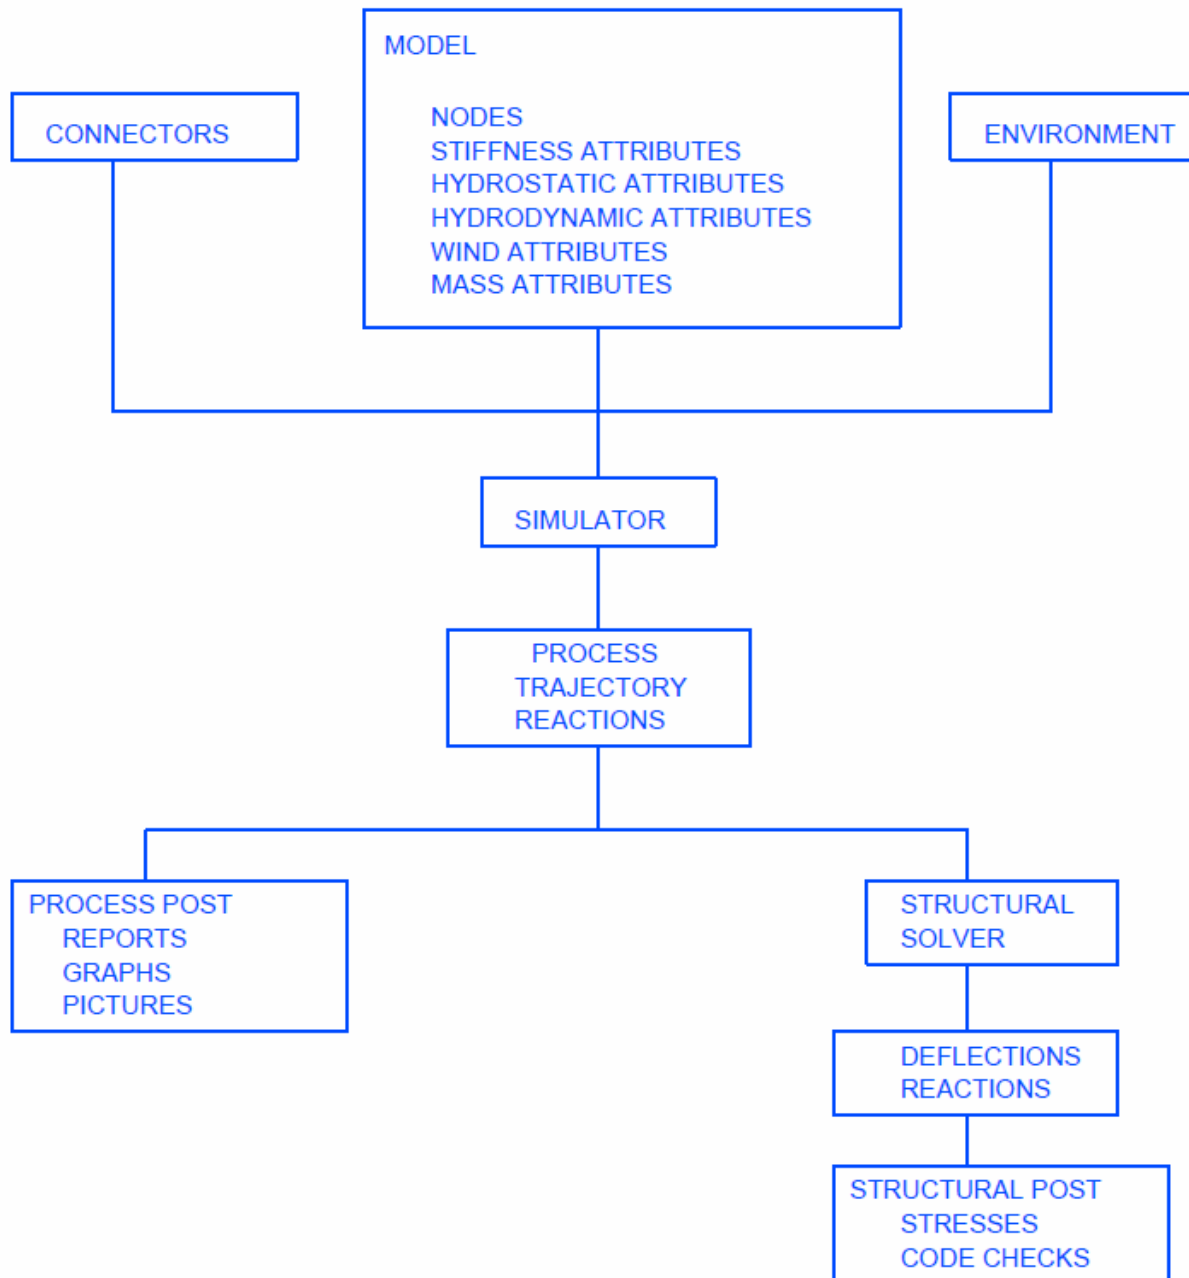 MODEL
CONNECTORS
NODES
STIFFNESS ATTRIBUTES
HYDROSTATIC ATTRIBUTES
HYDRODYNAMIC ATTRIBUTES
WIND ATTRIBUTES
MASS ATTRIBUTES
ENVIRONMENT
SIMULATOR
PROCESS
TRAJECTORY
REACTIONS
PROCESS POST
REPORTS
GRAPHS
PICTURES
STRUCTURAL
SOLVER
DEFLECTIONS
REACTIONS
STRUCTURAL POST
STRESSES
CODE CHECKS